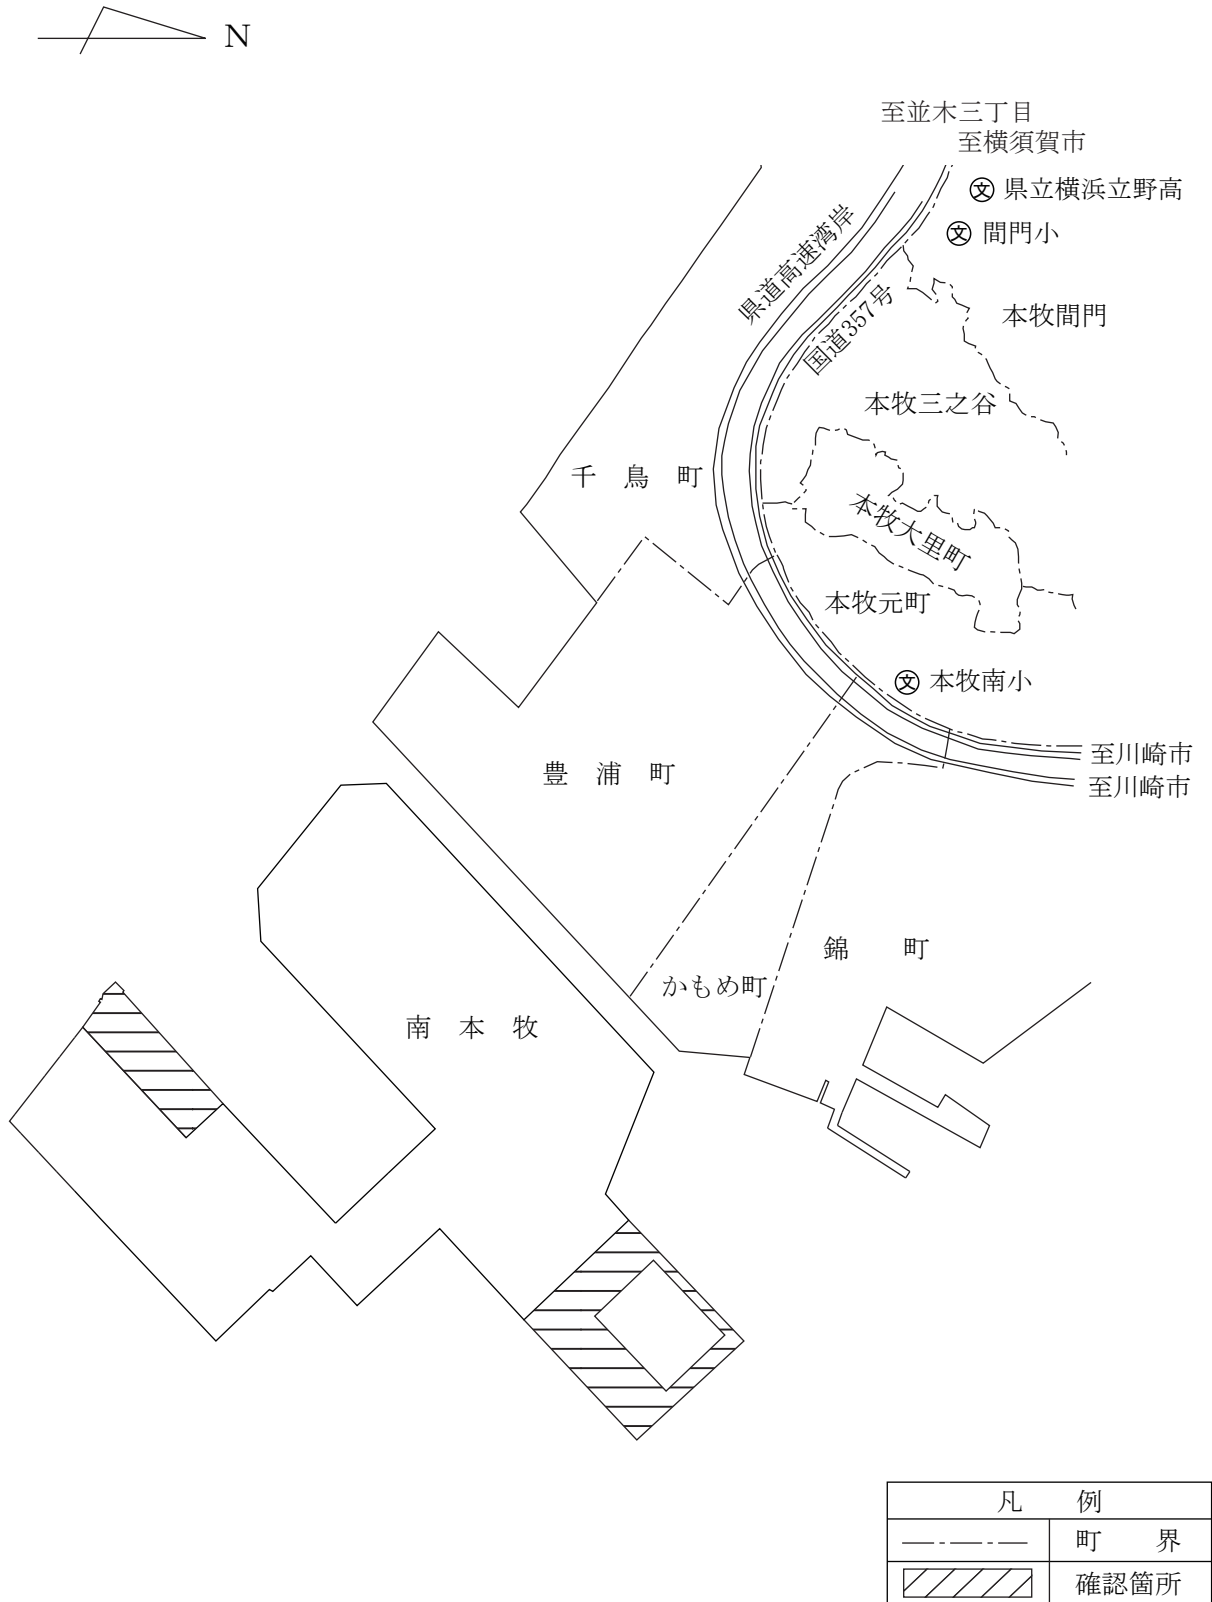 N
至並木三丁目
至横須賀市
文 県立横浜立野高
文 間門小
県道高速湾岸
国道357号
本牧間門
本牧三之谷
千鳥町
本牧大里町
本牧元町
文 本牧南小
至川崎市
至川崎市
豊浦町
錦町
かもめ町
南本牧
凡例
町界
確認箇所